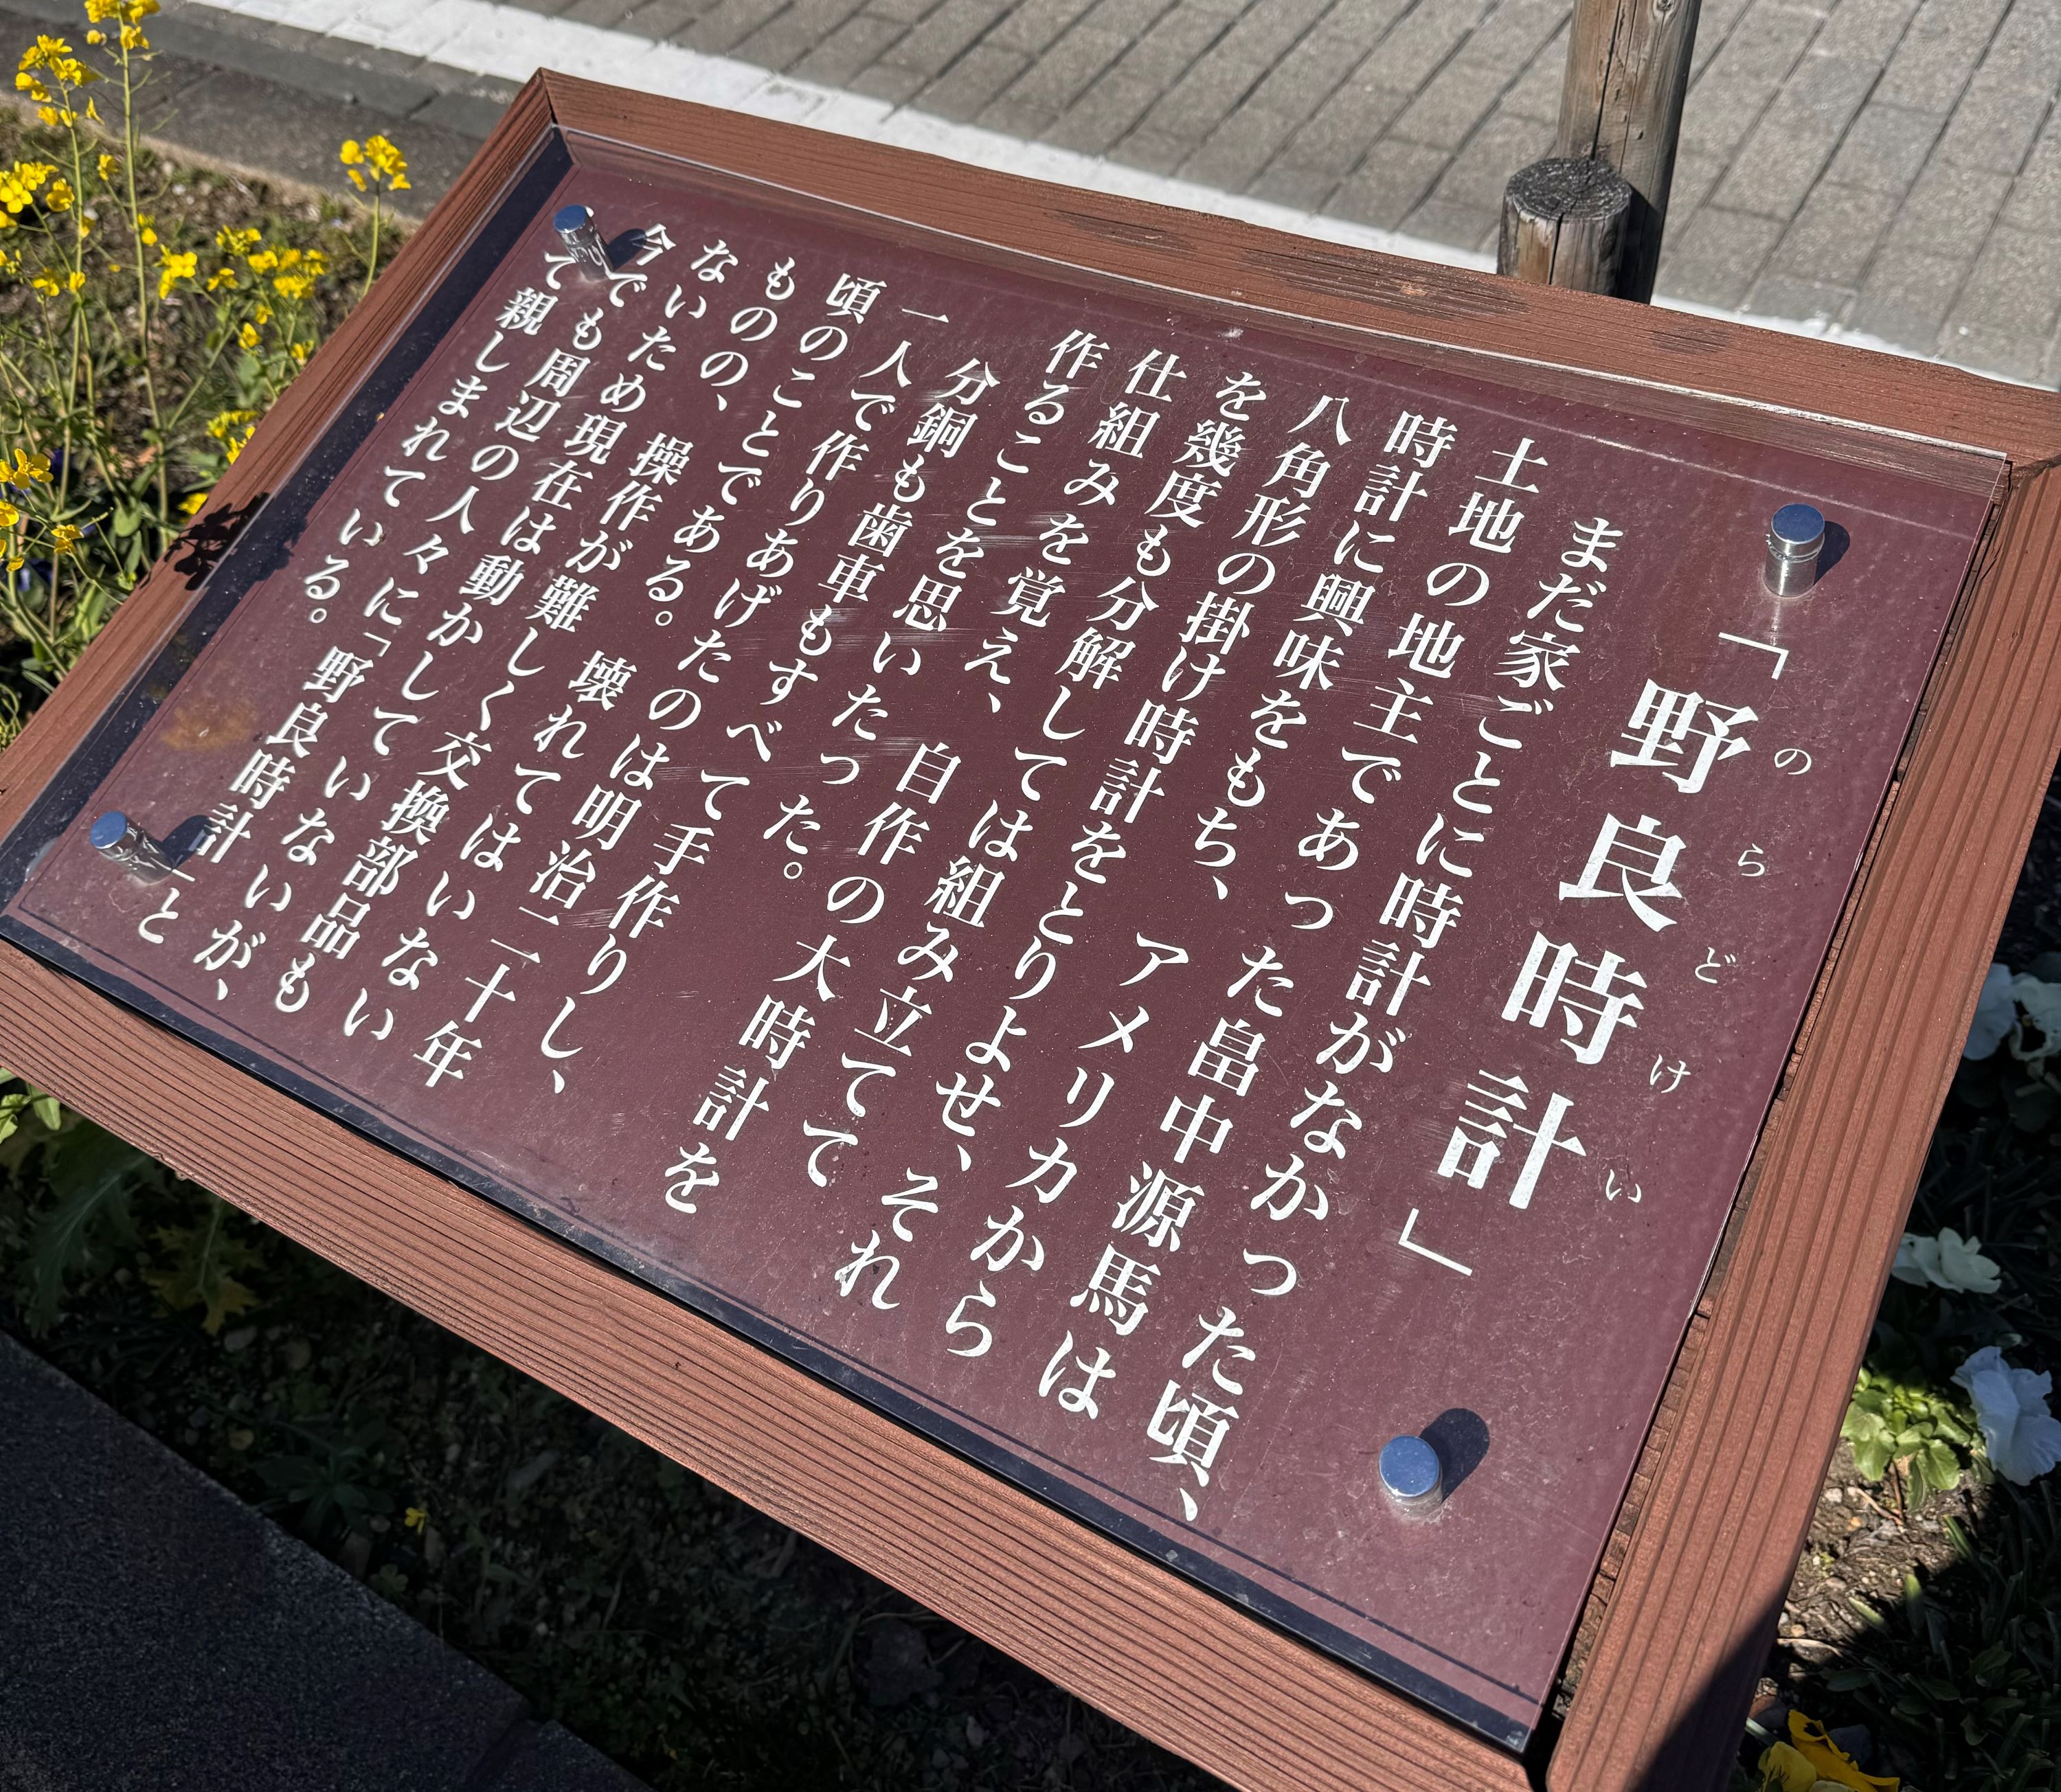 「野良時計」
のらどけい
まだ家ごとに時計がなかった頃、
土地の地主であった畠中源馬は
時計に興味をもち、アメリカから
八角形の掛け時計をとりよせ、それ
を幾度も分解しては組み立てて
仕組みを覚え、自作の大時計を
作ることを思いたった。
分銅も歯車もすべて手作りし、
一人で作りあげたのは明治二十年
頃のことである。壊れてはいない
ものの、操作が難しく交換部品も
ないため現在は動かしていないが、
今でも周辺の人々に「野良時計」と
て親しまれている。